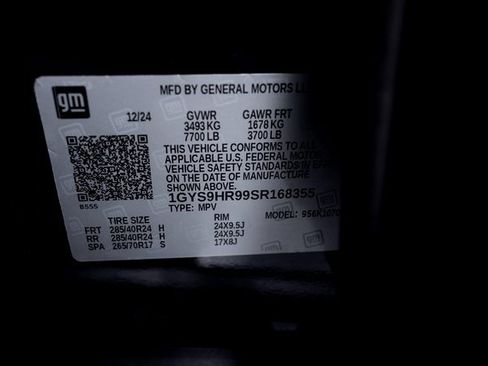 gm
MFD BY GENERAL MOTORS
12/24
GVWR GAWR FRT
3493 KG 1678 KG
7700 LB 3700 LB
THIS VEHICLE CONFORMS TO
APPLICABLE U.S. FEDERAL MOTOR
VEHICLE SAFETY STANDARDS IN
ON THE DATE OF MANUFACTURE
SHOWN ABOVE.
1GYS9HR99SR168355
8555
TYPE: MPV
MODEL:
TIRE SIZE RIM
FRT 285/40R24 H 24X9.5J
RR 285/40R24 H 24X9.5J
SPA 265/70R17 S 17X8J